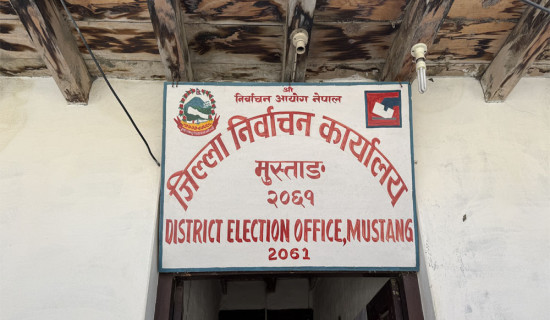 श्री
निर्वाचन आयोग नेपाल
जिल्ला निर्वाचन कार्यालय
मुस्ताङ
२०६१
DISTRICT ELECTION OFFICE, MUSTANG
2061